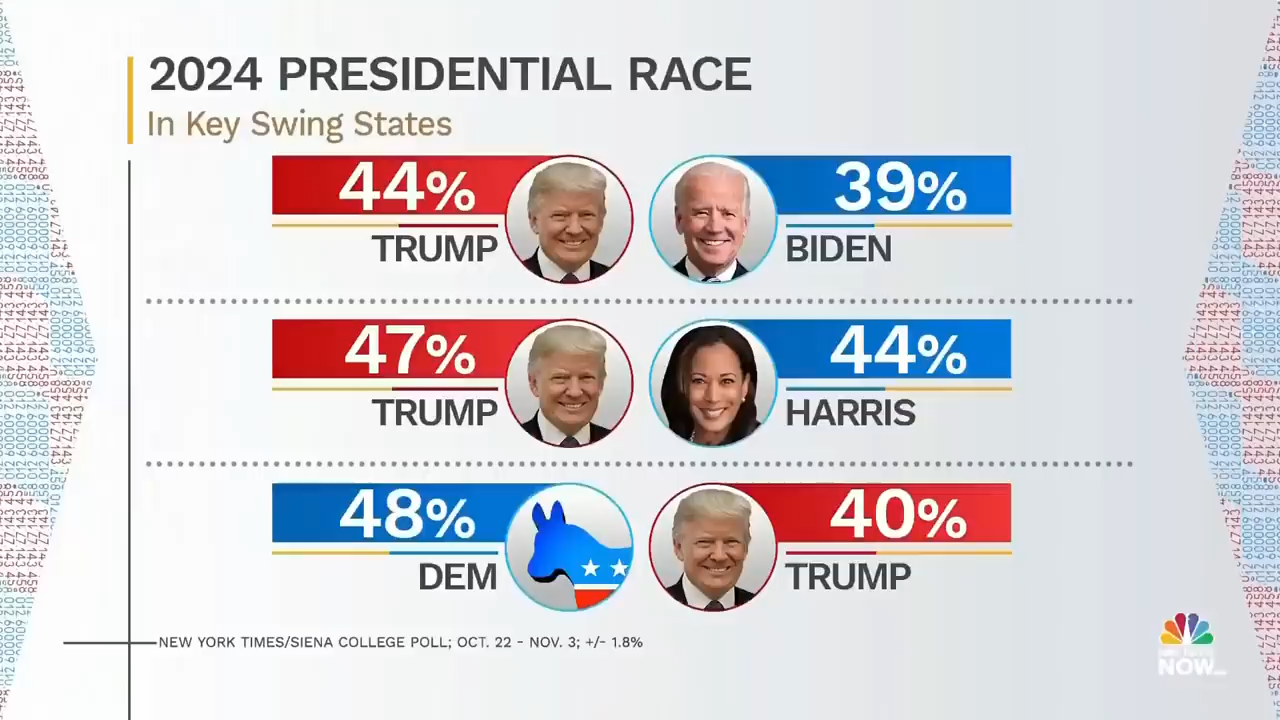 2024 PRESIDENTIAL RACE
In Key Swing States
44% 39%
TRUMP BIDEN
47% 44%
TRUMP HARRIS
48% 40%
DEM TRUMP
NEW YORK TIMES/SIENA COLLEGE POLL; OCT. 22 - NOV. 3; +/- 1.8%
NOW